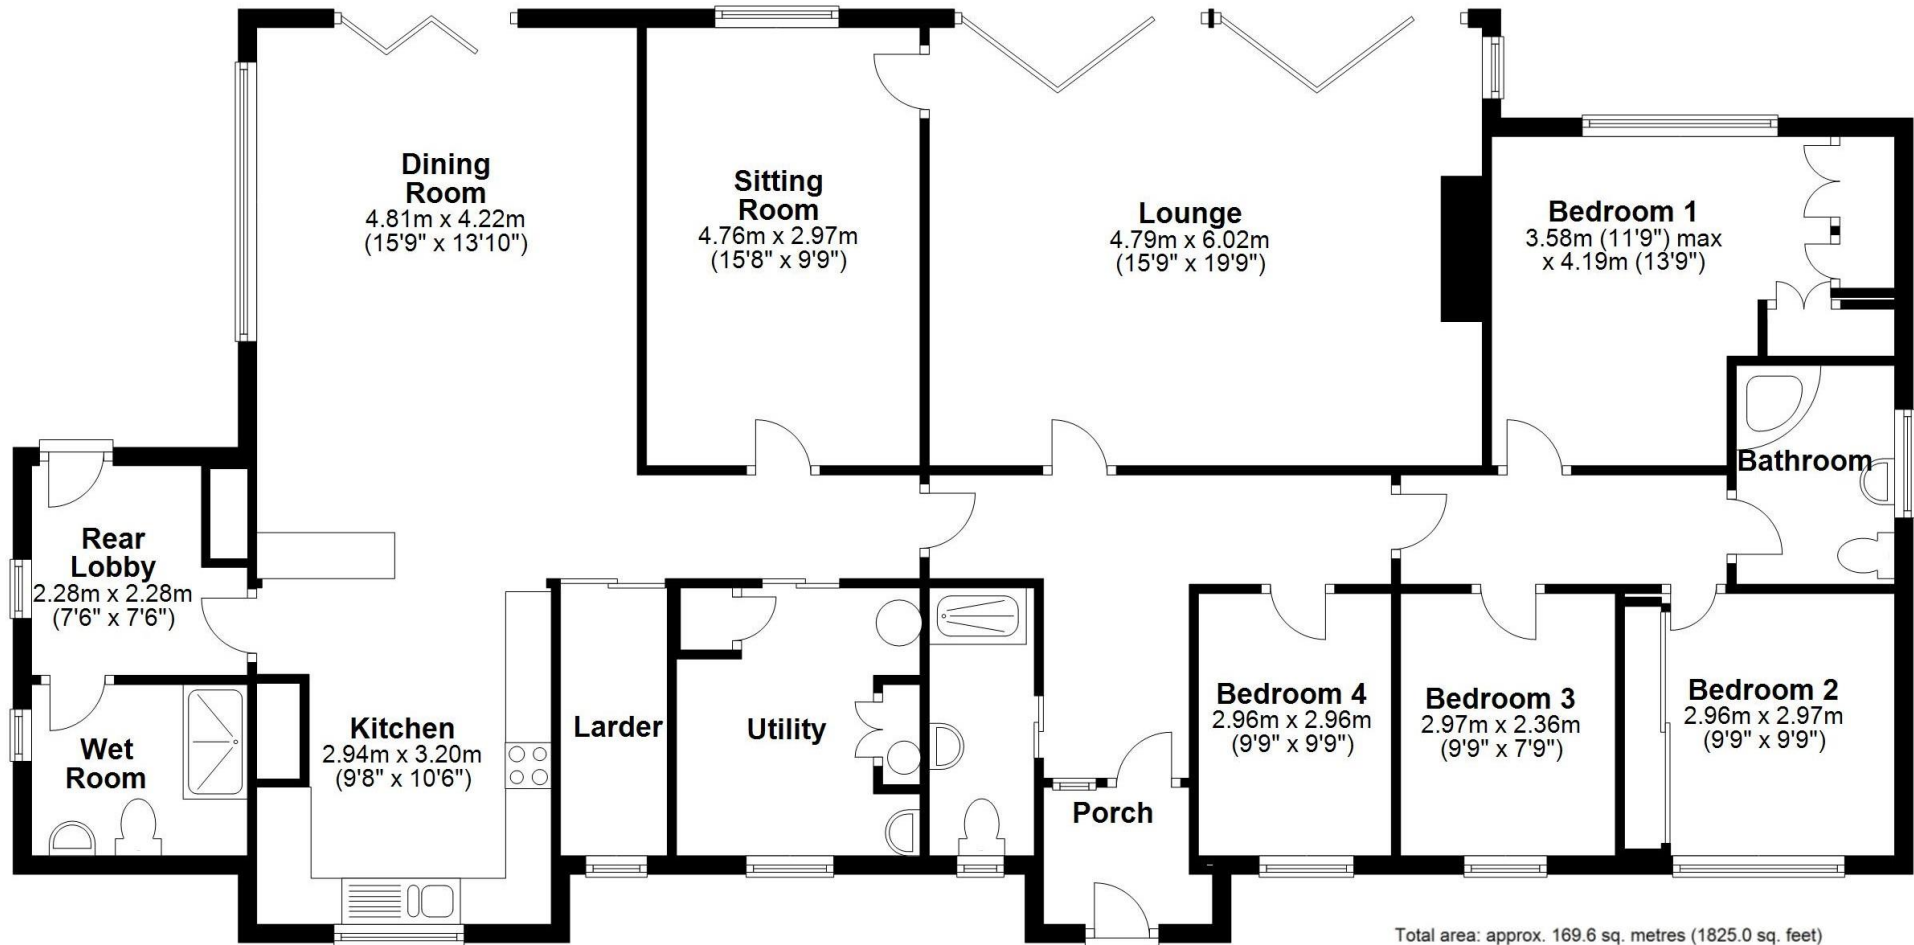 Dining
Room
4.81m x 4.22m
(15'9" x 13'10")
Sitting
Room
4.76m x 2.97m
(15'8" x 9'9")
Lounge
4.79m x 6.02m
(15'9" x 19'9")
Bedroom 1
3.58m (11'9") max
x 4.19m (13'9")
Bathroom
Rear
Lobby
2.28m x 2.28m
(7'6" x 7'6")
Wet
Room
Kitchen
2.94m x 3.20m
(9'8" x 10'6")
Larder
Utility
Porch
Bedroom 4
2.96m x 2.96m
(9'9" x 9'9")
Bedroom 3
2.97m x 2.36m
(9'9" x 7'9")
Bedroom 2
2.96m x 2.97m
(9'9" x 9'9")
Total area: approx. 169.6 sq. metres (1825.0 sq. feet)